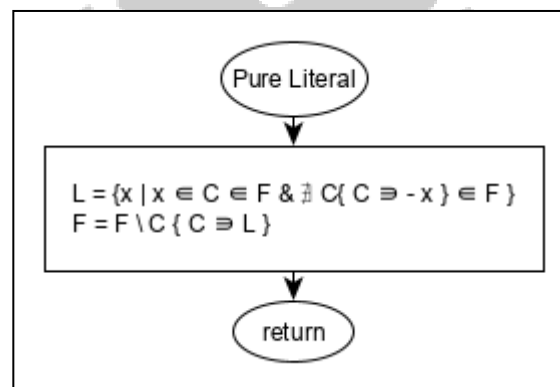 Pure Literal
L = {x | x ∈ C ∈ F & ∄ C{ C ∋ - x } ∈ F }
F = F \ C { C ∋ L }
return